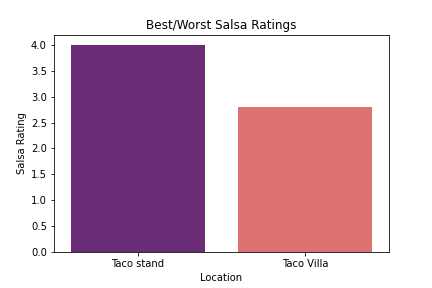 Best/Worst Salsa Ratings
4.0
3.5
3.0
2.5
2.0
1.5
1.0
0.5
0.0
Salsa Rating
Taco stand
Taco Villa
Location